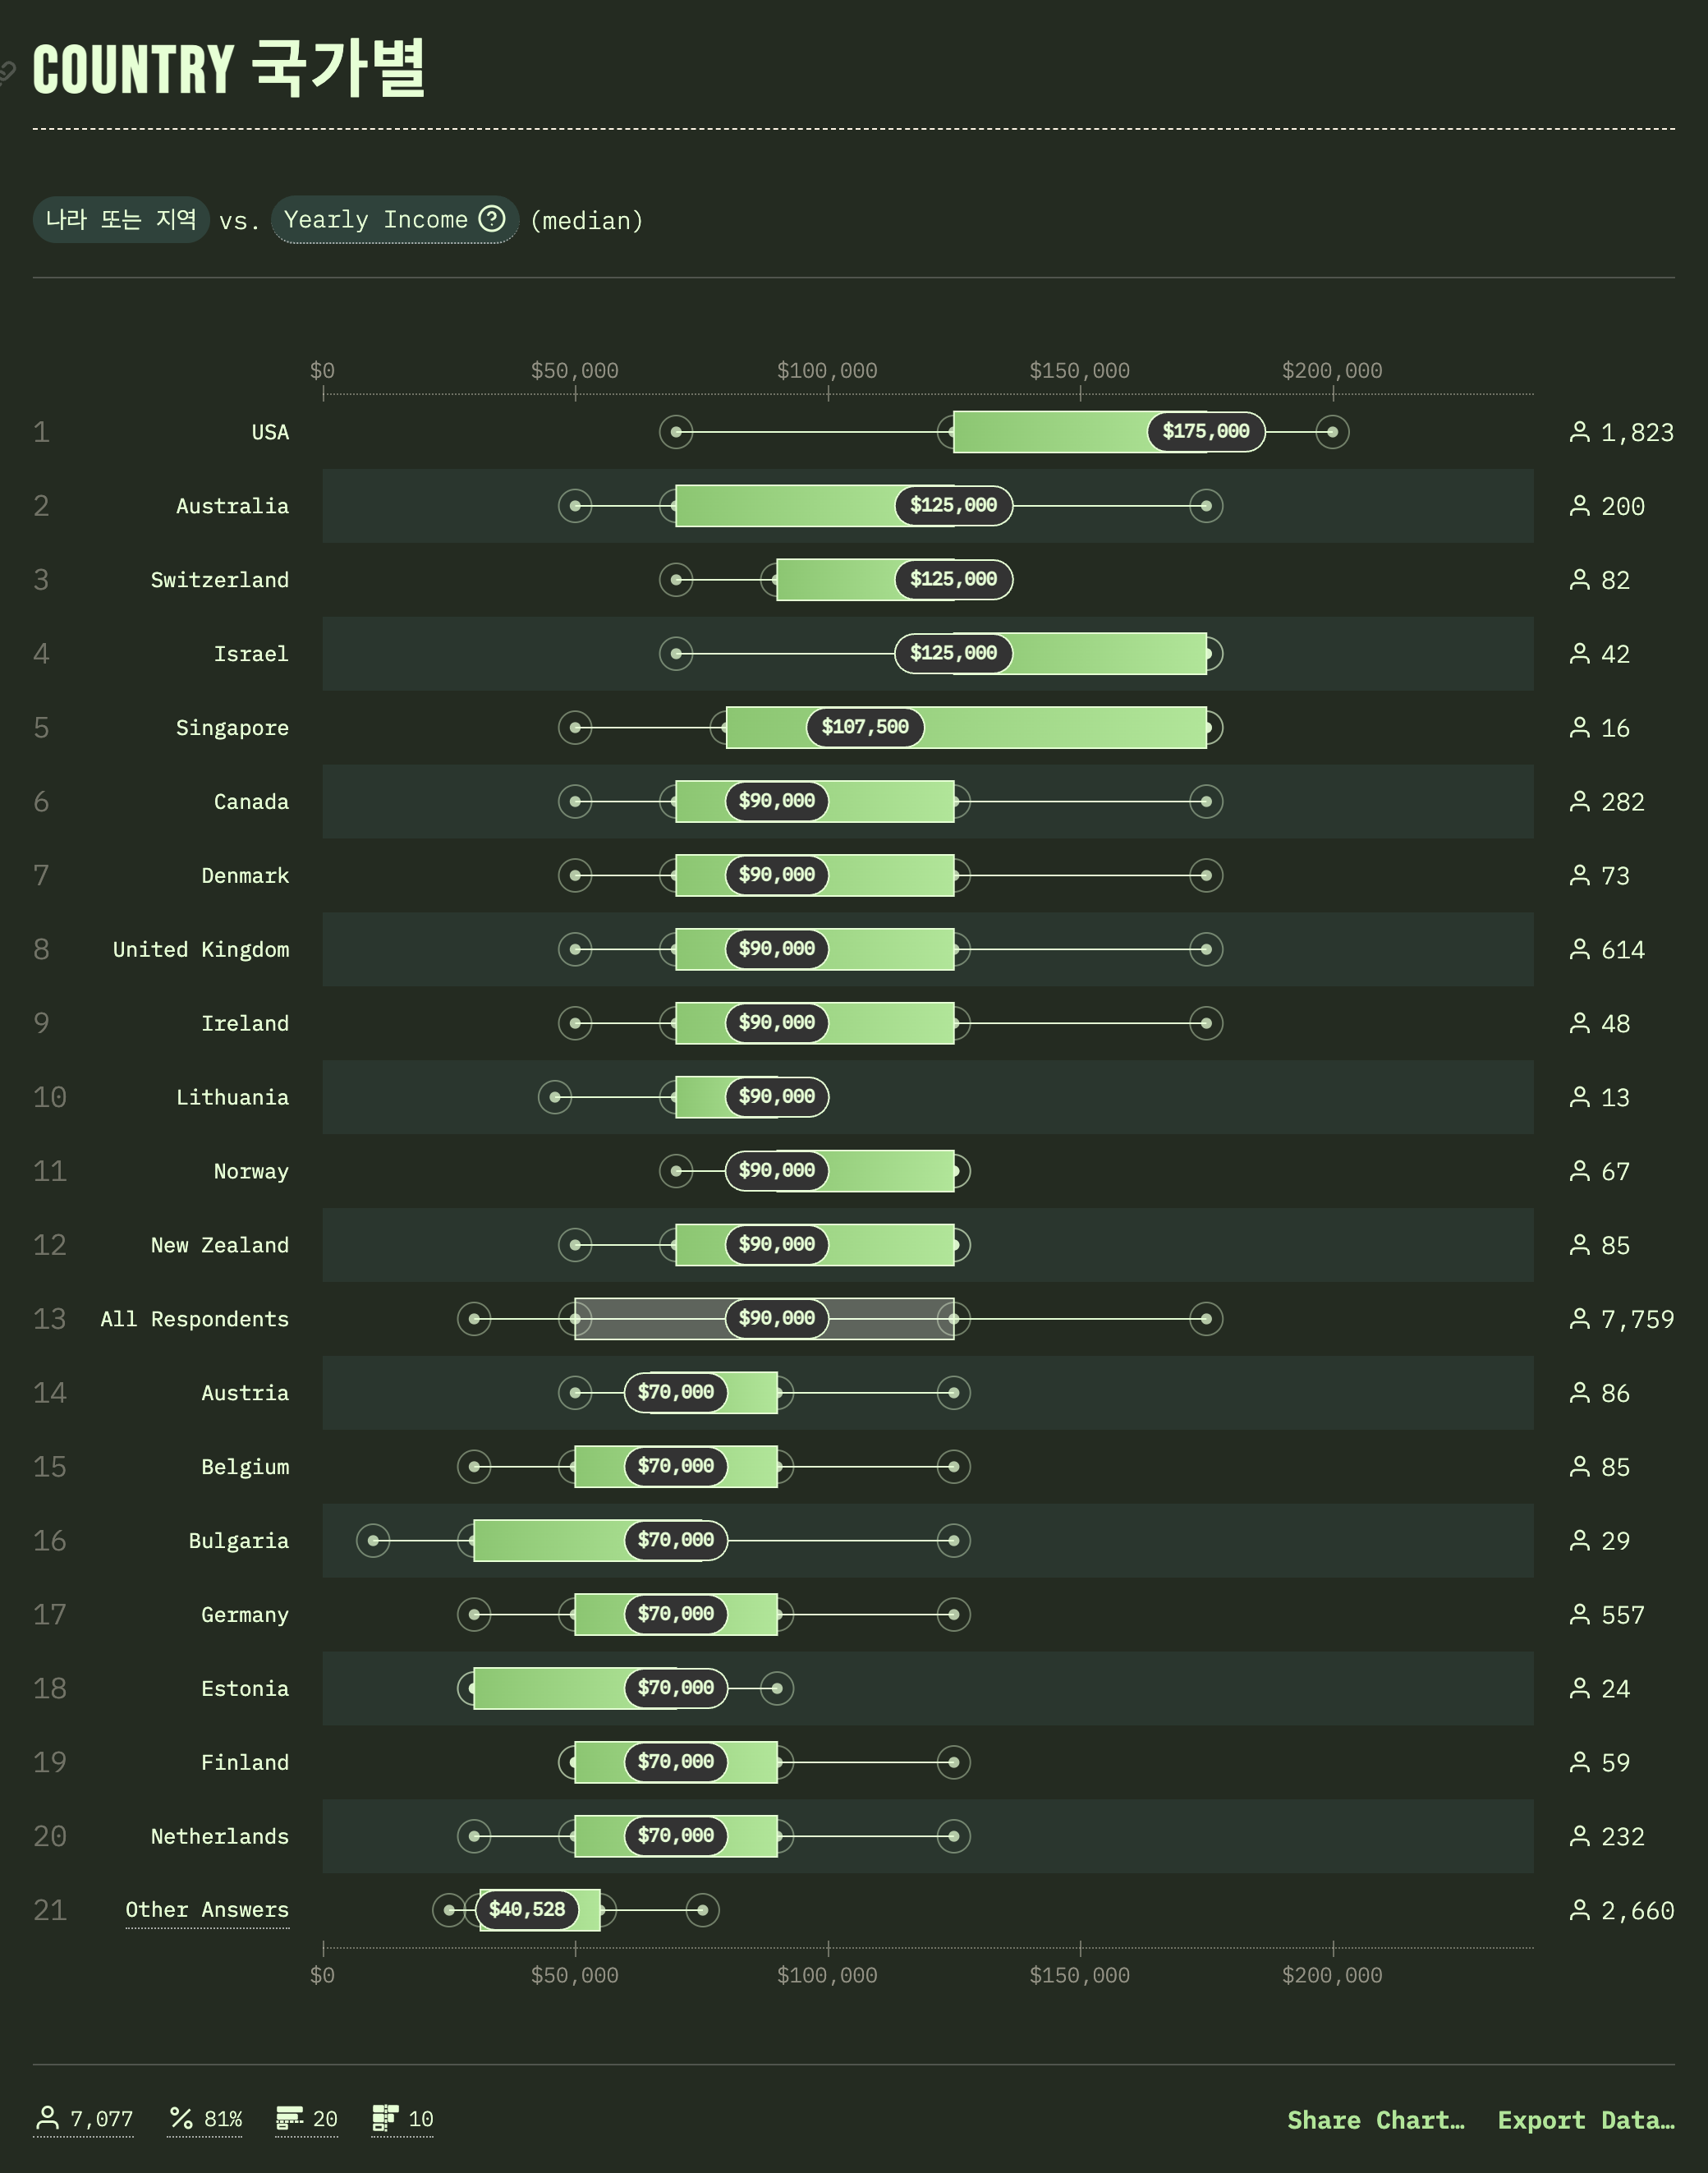 COUNTRY 국가별
나라 또는 지역 vs. Yearly Income (median)
$0 $50,000 $100,000 $150,000 $200,000
1 USA $175,000 1,823
2 Australia $125,000 200
3 Switzerland $125,000 82
4 Israel $125,000 42
5 Singapore $107,500 16
6 Canada $90,000 282
7 Denmark $90,000 73
8 United Kingdom $90,000 614
9 Ireland $90,000 48
10 Lithuania $90,000 13
11 Norway $90,000 67
12 New Zealand $90,000 85
13 All Respondents $90,000 7,759
14 Austria $70,000 86
15 Belgium $70,000 85
16 Bulgaria $70,000 29
17 Germany $70,000 557
18 Estonia $70,000 24
19 Finland $70,000 59
20 Netherlands $70,000 232
21 Other Answers $40,528 2,660
$0 $50,000 $100,000 $150,000 $200,000
7,077 81% 20 10 Share Chart… Export Data…